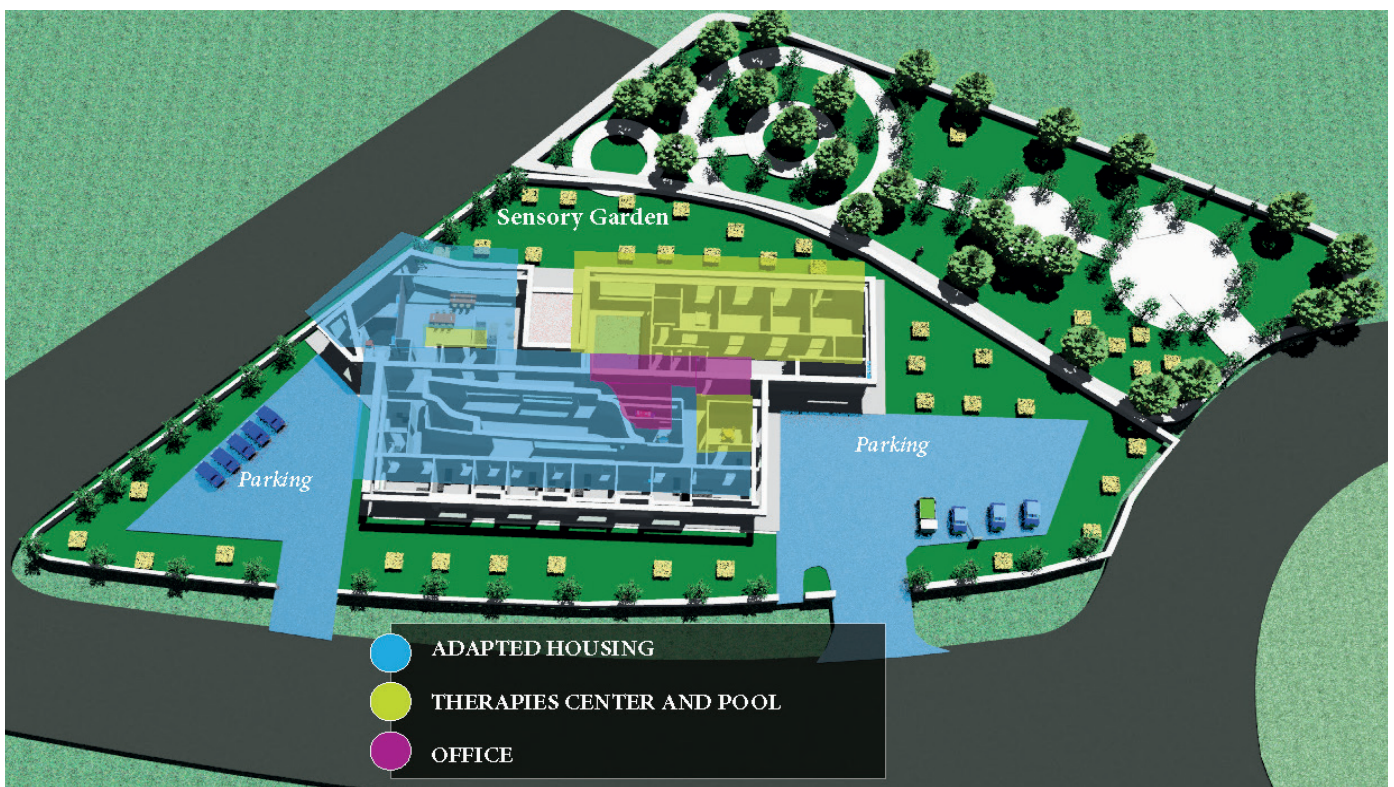 Sensory Garden
Parking
Parking
ADAPTED HOUSING
THERAPIES CENTER AND POOL
OFFICE